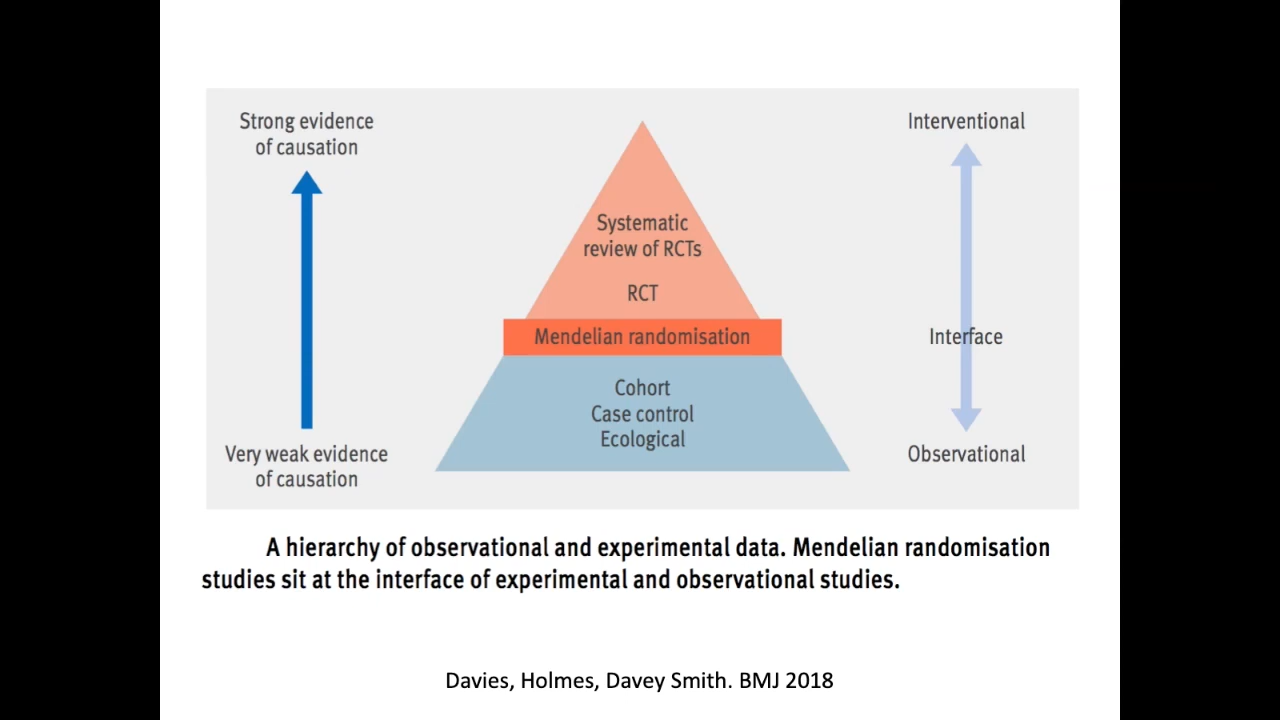 Strong evidence
of causation
Interventional
Systematic
review of RCTs
RCT
Mendelian randomisation
Interface
Cohort
Case control
Ecological
Very weak evidence
of causation
Observational
A hierarchy of observational and experimental data. Mendelian randomisation
studies sit at the interface of experimental and observational studies.
Davies, Holmes, Davey Smith. BMJ 2018